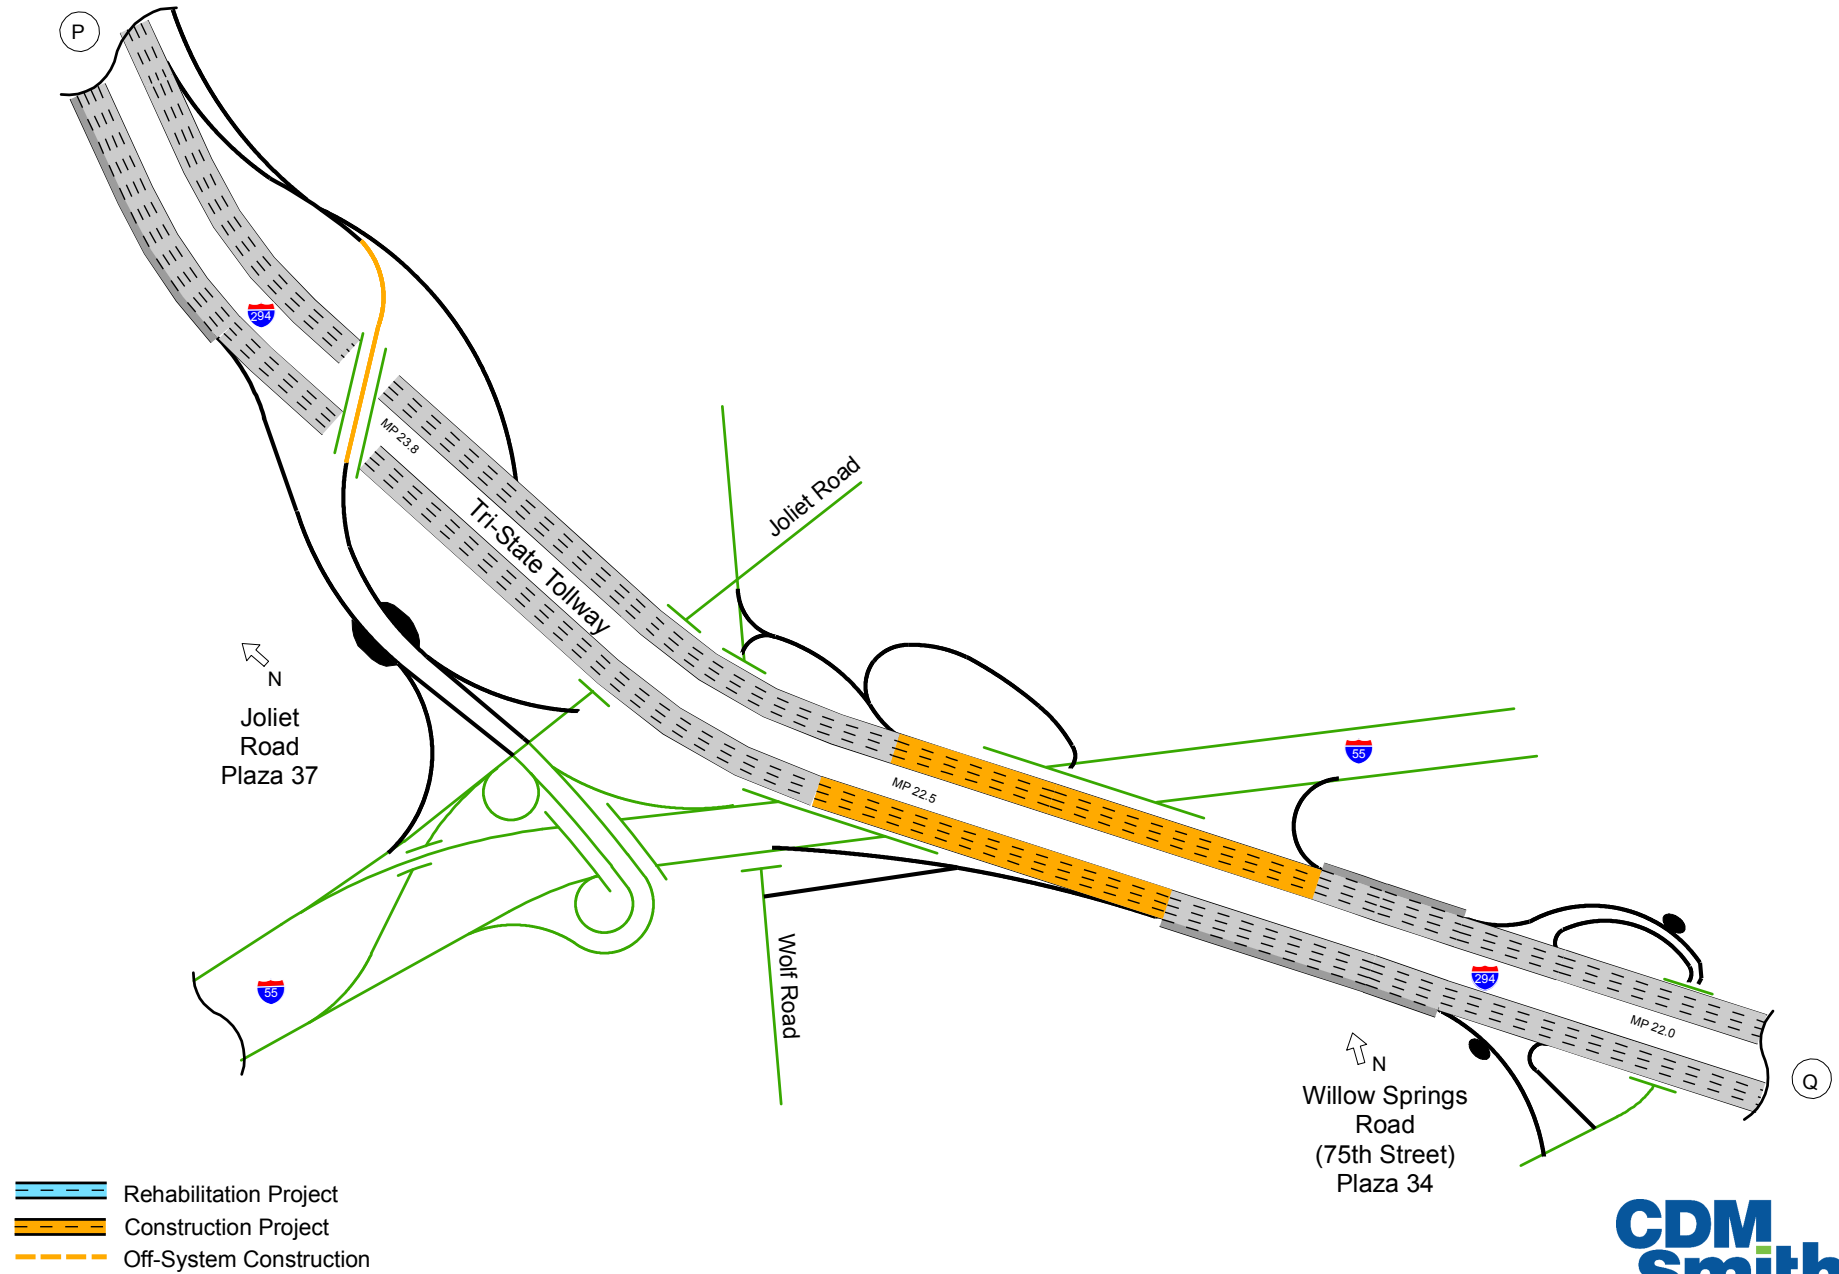 P
294
MP 23.8
Tri-State Tollway
Joliet Road
N
Joliet
Road
Plaza 37
MP 22.5
55
55
Wolf Road
294
MP 22.0
N
Willow Springs
Road
(75th Street)
Plaza 34
Q
Rehabilitation Project
Construction Project
Off-System Construction
CDM
Smith